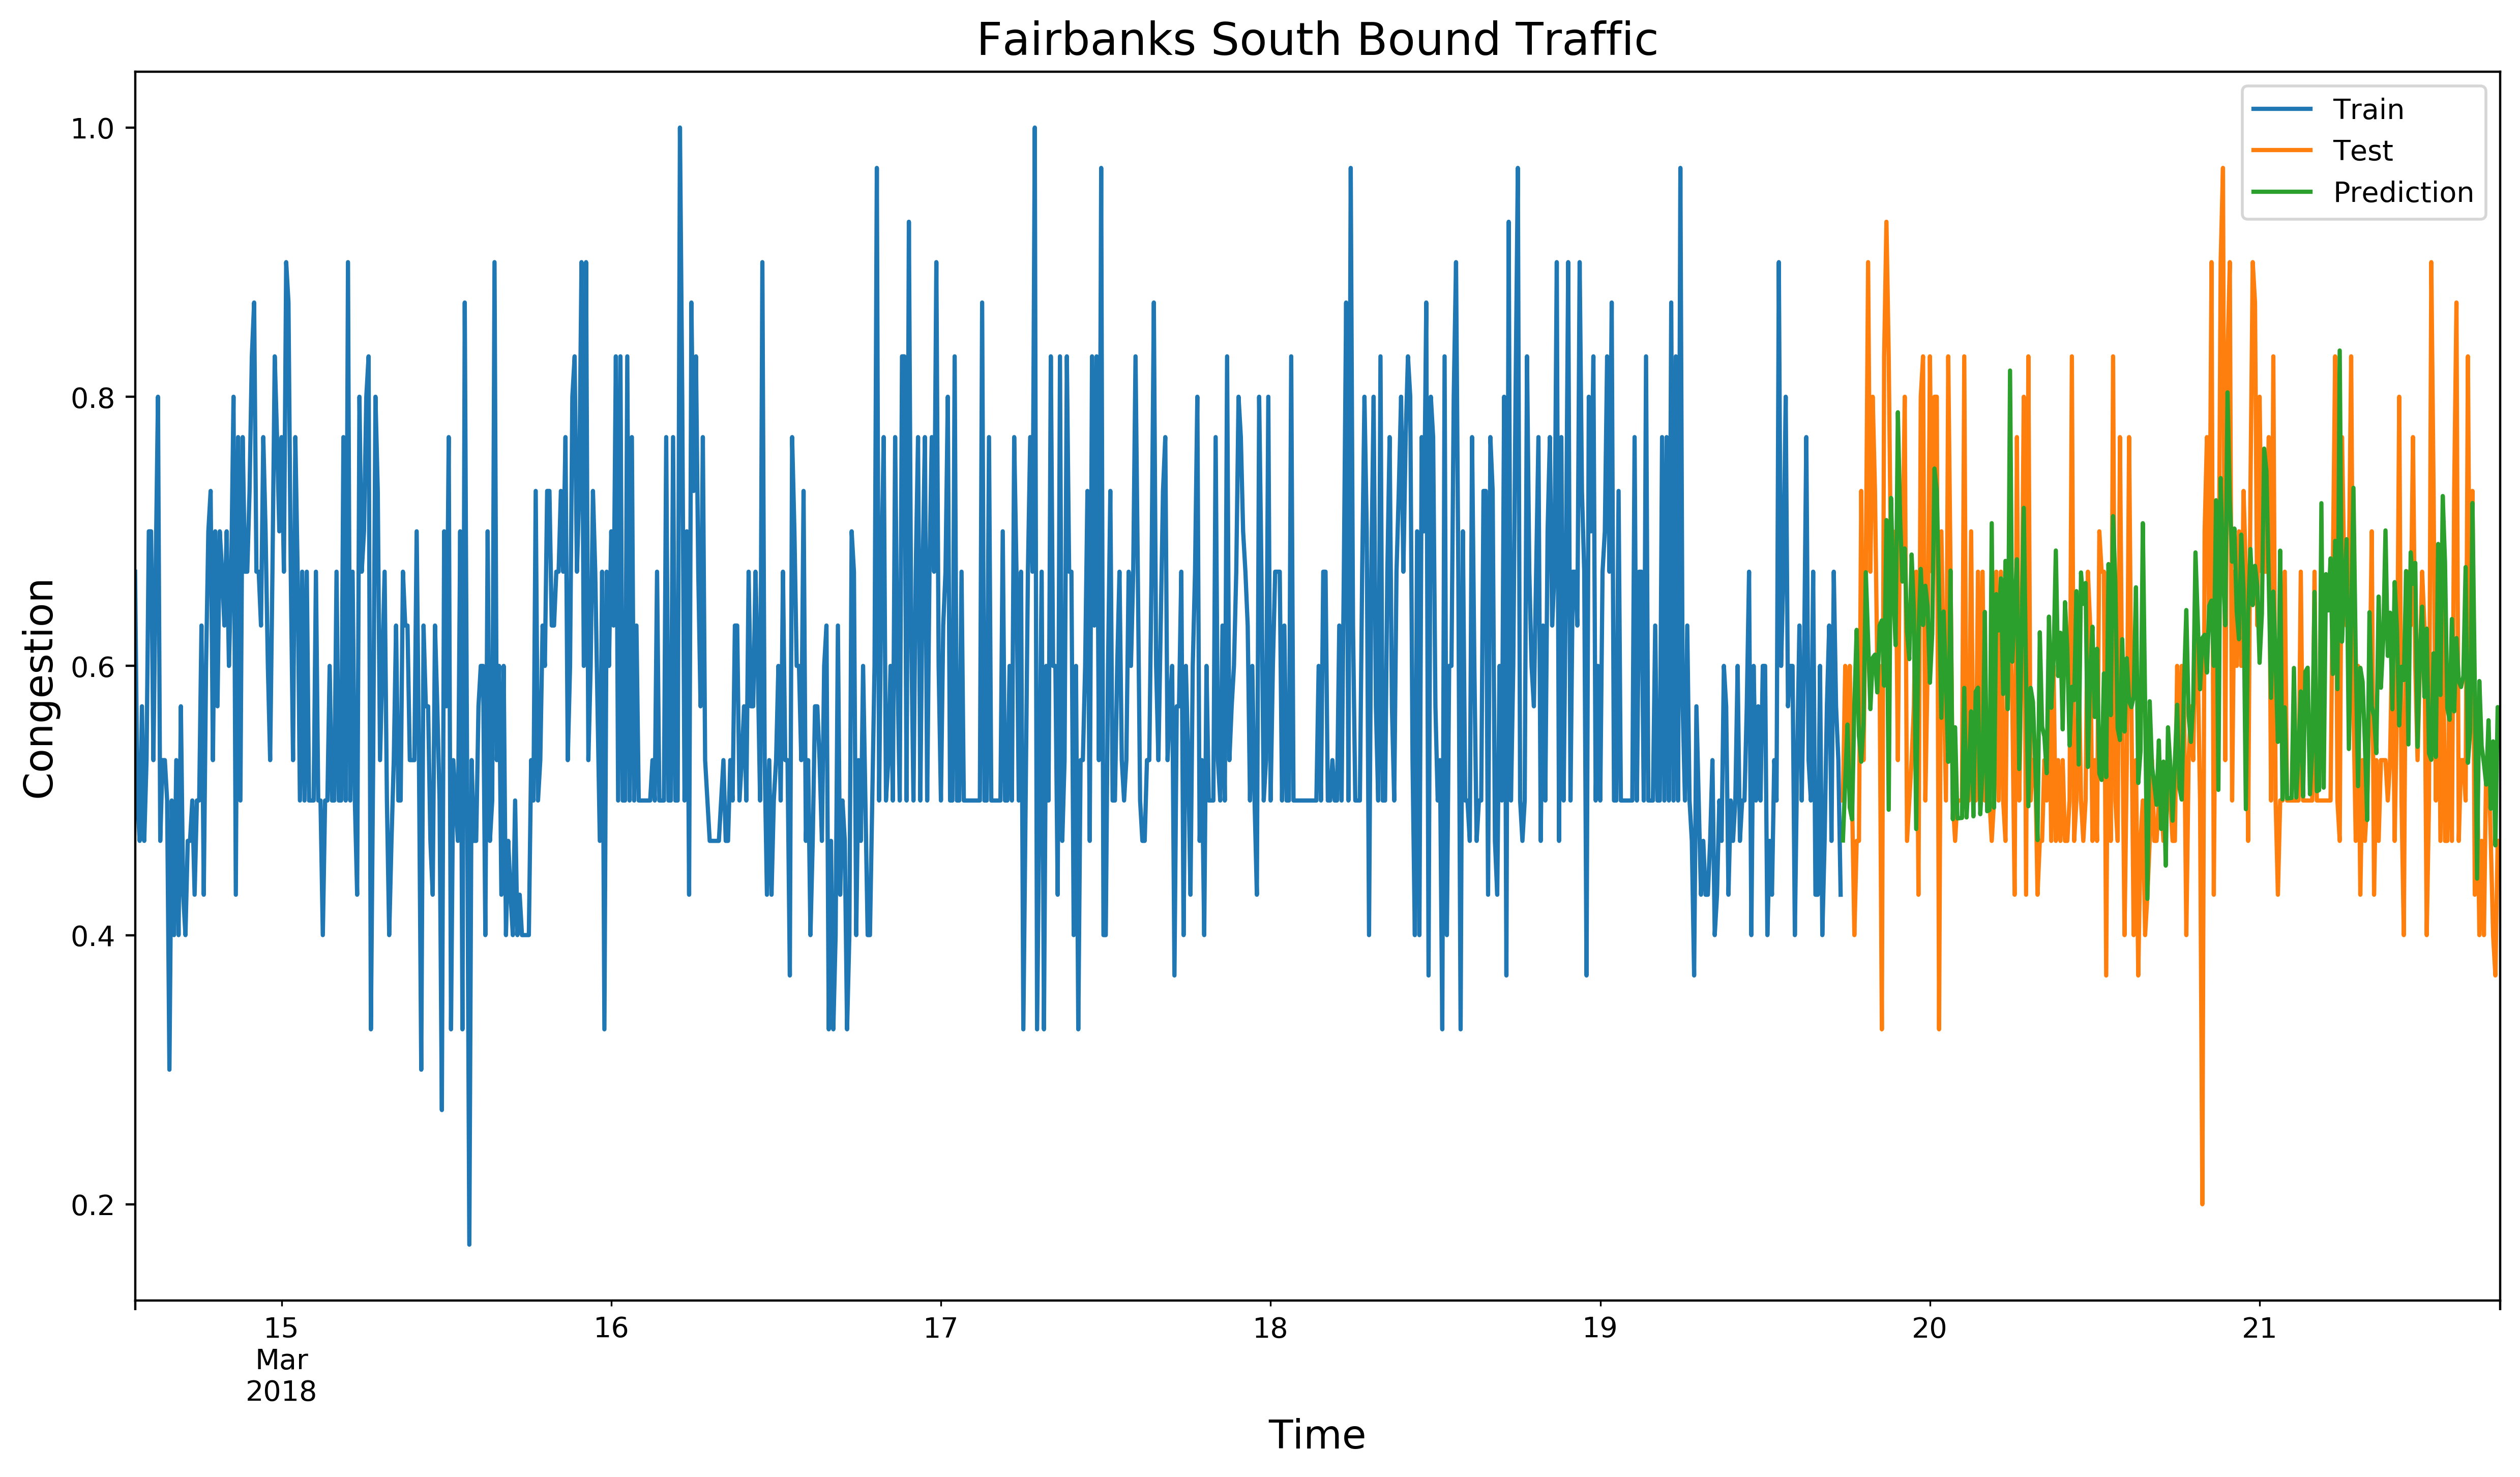 Fairbanks South Bound Traffic
Train
Test
Prediction
Congestion
1.0
0.8
0.6
0.4
0.2
15
16
17
18
19
20
21
Mar
2018
Time